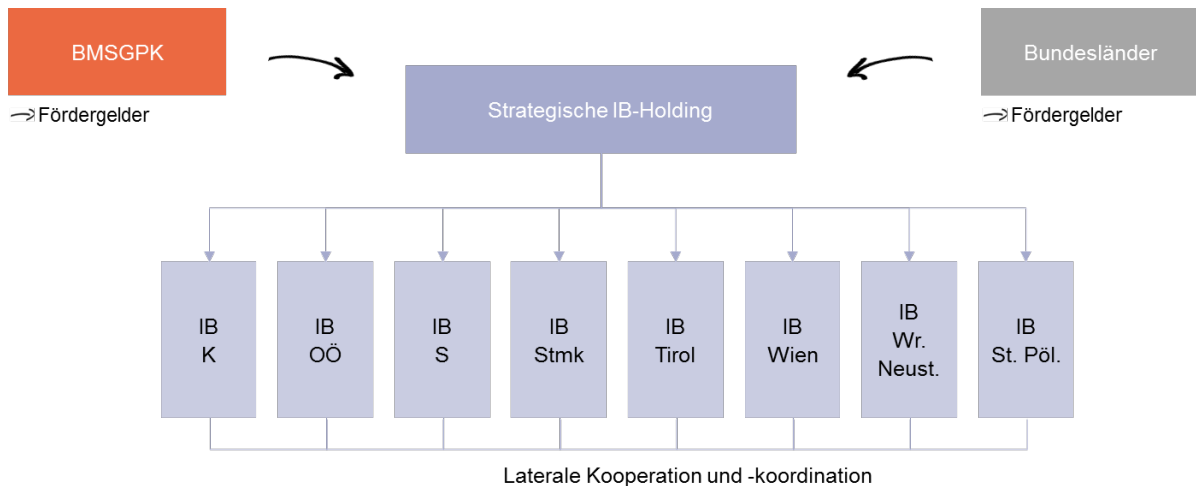 BMSGPK
Bundesländer
Fördergelder
Fördergelder
Strategische IB-Holding
IB
K
IB
OÖ
IB
S
IB
Stmk
IB
Tirol
IB
Wien
IB
Wr.
Neust.
IB
St. Pöl.
Laterale Kooperation und -koordination